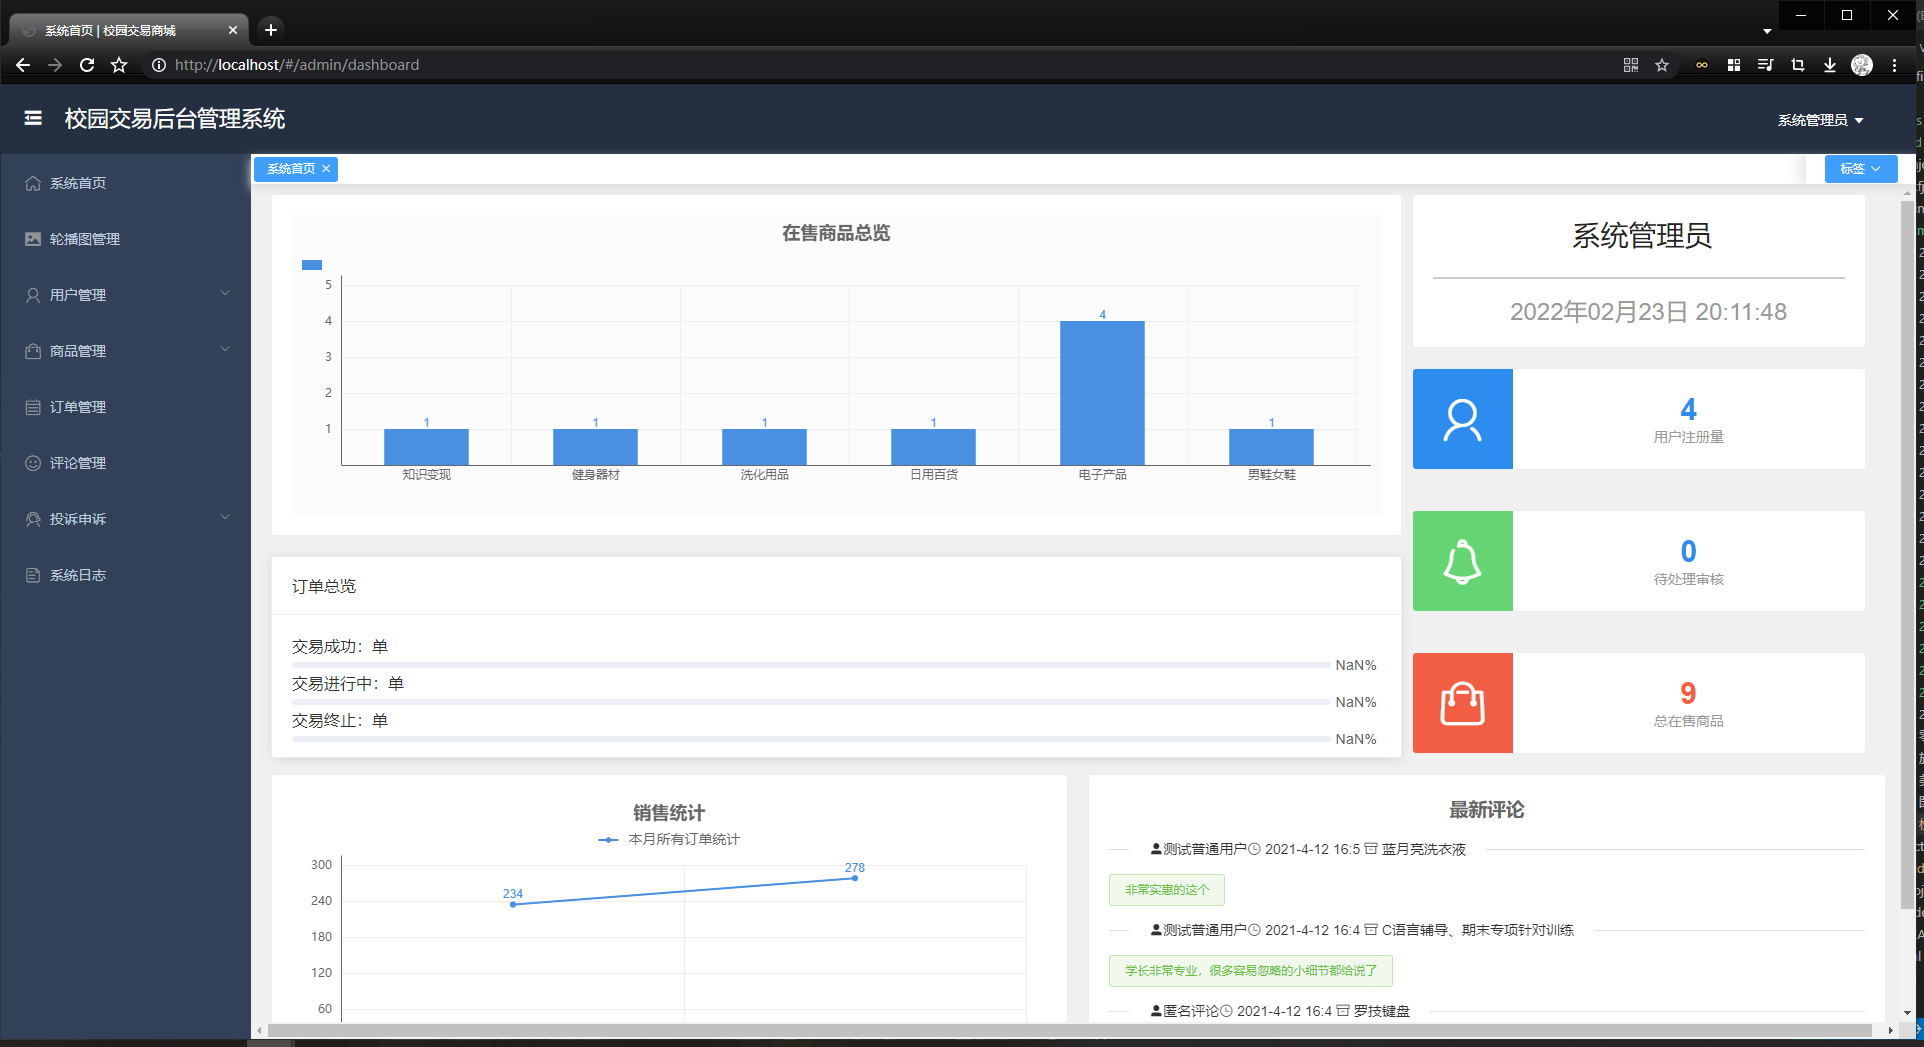 系统首页 | 校园交易商城
http://localhost/#/admin/dashboard
校园交易后台管理系统
系统管理员
系统首页
轮播图管理
用户管理
商品管理
订单管理
评论管理
投诉申诉
系统日志
系统首页
标签
在售商品总览
5
4
3
2
1
1
1
1
1
4
1
知识变现
健身器材
洗化用品
日用百货
电子产品
男鞋女鞋
系统管理员
2022年02月23日 20:11:48
4
用户注册量
0
待处理审核
9
总在售商品
订单总览
交易成功：单
NaN%
交易进行中：单
NaN%
交易终止：单
NaN%
销售统计
本月所有订单统计
300
240
180
120
60
234
278
最新评论
测试普通用户 2021-4-12 16:5 蓝月亮洗衣液
非常实惠的这个
测试普通用户 2021-4-12 16:4 C语言辅导、期末专项针对训练
学长非常专业，很多容易忽略的小细节都给说了
匿名评论 2021-4-12 16:4 罗技键盘